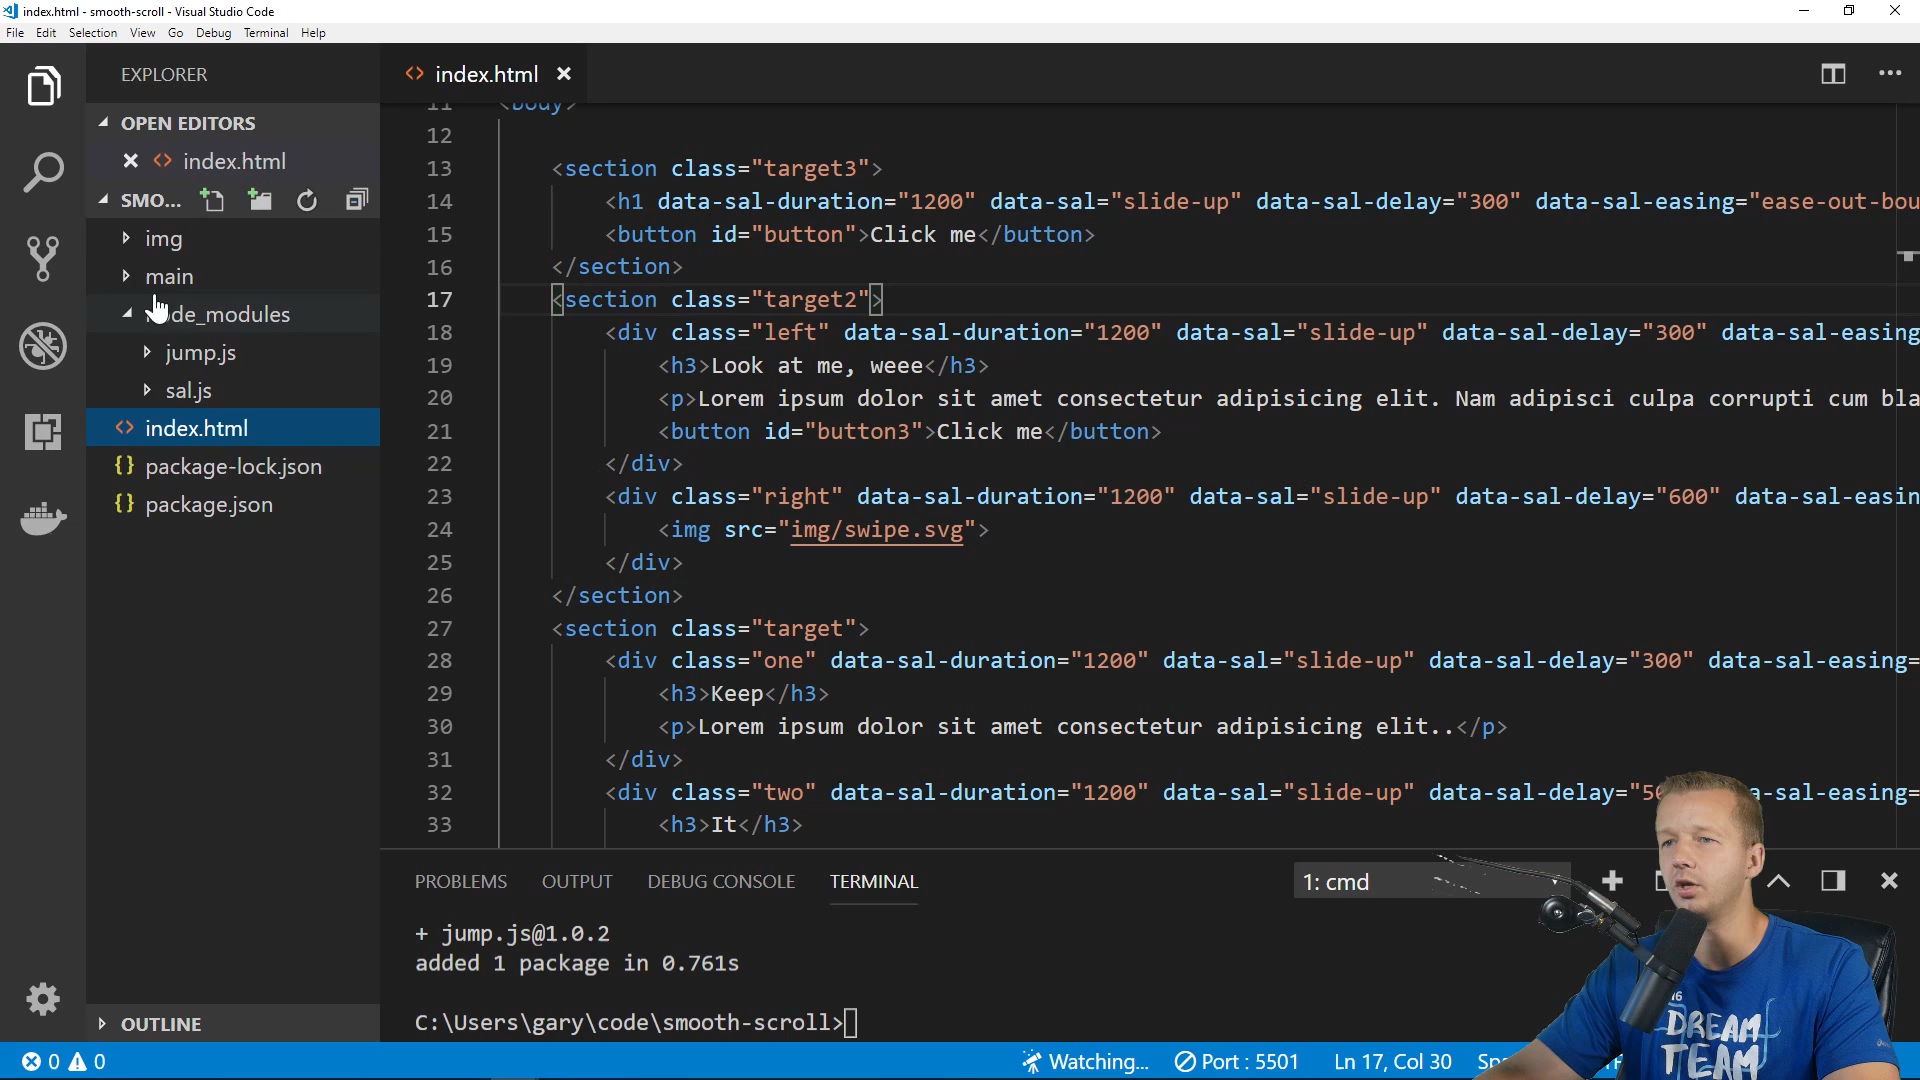 index.html - smooth-scroll - Visual Studio Code
File Edit Selection View Go Debug Terminal Help
EXPLORER
OPEN EDITORS
index.html
SMO...
img
main
de_modules
jump.js
sal.js
index.html
package-lock.json
package.json
OUTLINE
index.html
11 <body>
12
13 <section class="target3">
14 <h1 data-sal-duration="1200" data-sal="slide-up" data-sal-delay="300" data-sal-easing="ease-out-bou
15 <button id="button">Click me</button>
16 </section>
17 <section class="target2">
18 <div class="left" data-sal-duration="1200" data-sal="slide-up" data-sal-delay="300" data-sal-easing
19 <h3>Look at me, weee</h3>
20 <p>Lorem ipsum dolor sit amet consectetur adipisicing elit. Nam adipisci culpa corrupti cum bla
21 <button id="button3">Click me</button>
22 </div>
23 <div class="right" data-sal-duration="1200" data-sal="slide-up" data-sal-delay="600" data-sal-easin
24 <img src="img/swipe.svg">
25 </div>
26 </section>
27 <section class="target">
28 <div class="one" data-sal-duration="1200" data-sal="slide-up" data-sal-delay="300" data-sal-easing=
29 <h3>Keep</h3>
30 <p>Lorem ipsum dolor sit amet consectetur adipisicing elit..</p>
31 </div>
32 <div class="two" data-sal-duration="1200" data-sal="slide-up" data-sal-delay="50 a-sal-easing=
33 <h3>It</h3>
PROBLEMS OUTPUT DEBUG CONSOLE TERMINAL
1: cmd
+ jump.js@1.0.2
added 1 package in 0.761s
C:\Users\gary\code\smooth-scroll>
0 0
Watching... Port : 5501 Ln 17, Col 30
16
DREAM
TEAM